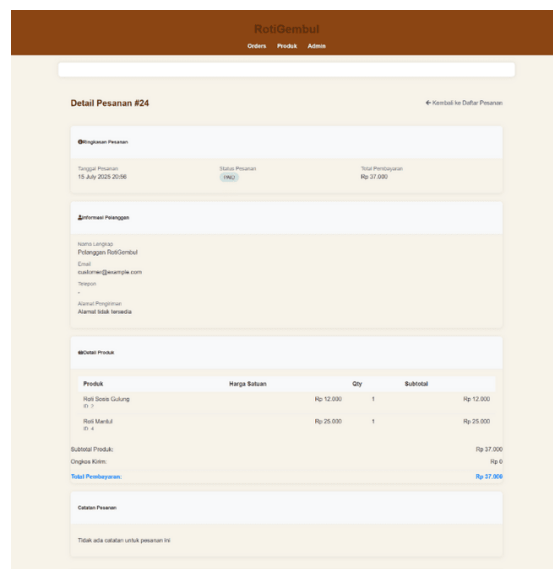 RotiGembul
Orders Produk Admin
Detail Pesanan #24
← Kembali ke Daftar Pesanan
Ringkasan Pesanan
Tanggal Pesanan Status Pesanan Total Pembayaran
15 July 2025 20:56 PAID Rp 37.000
Informasi Pelanggan
Nama Lengkap
Pelanggan RotiGembul
Email
customer@example.com
Telepon
-
Alamat Pengiriman
Alamat tidak tersedia
Detail Produk
Produk Harga Satuan Qty Subtotal
Roti Sosis Gulung Rp 12.000 1 Rp 12.000
Roti Mantul Rp 25.000 1 Rp 25.000
ID: 4
Subtotal Produk: Rp 37.000
Ongkos Kirim: Rp 0
Total Pembayaran: Rp 37.000
Catatan Pesanan
Tidak ada catatan untuk pesanan ini